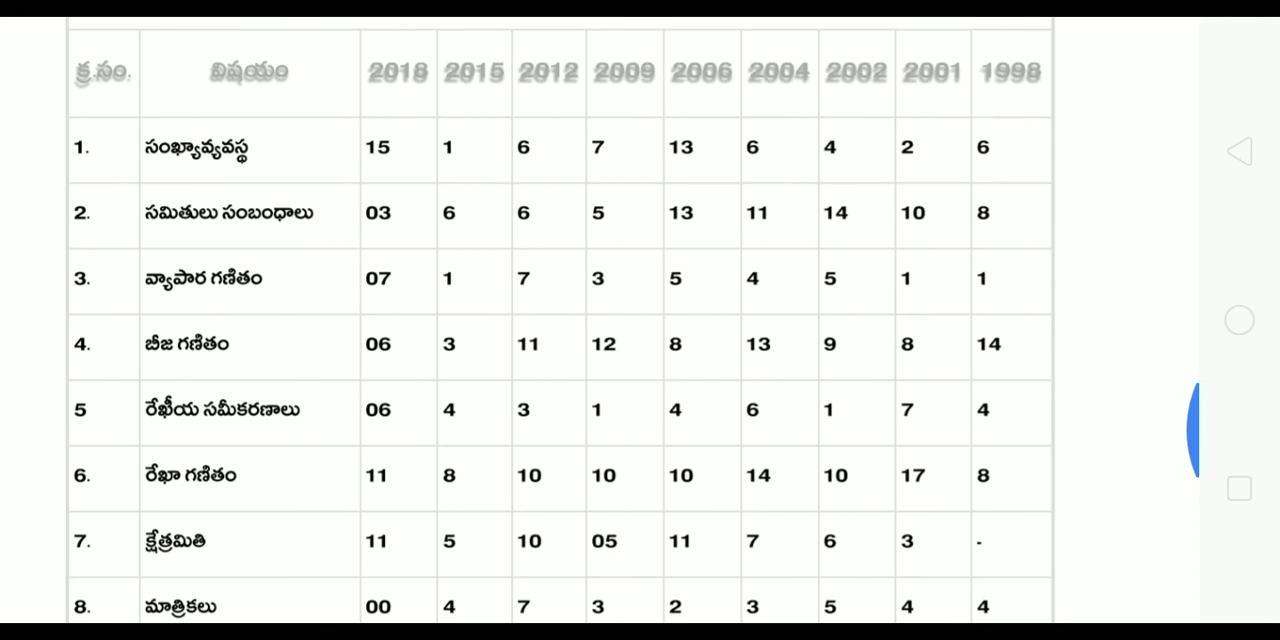 క్ర.సం. విషయం 2018 2015 2012 2009 2006 2004 2002 2001 1998
1. సంఖ్యావ్యవస్థ 15 1 6 7 13 6 4 2 6
2. సమితులు సంబంధాలు 03 6 6 5 13 11 14 10 8
3. వ్యాపార గణితం 07 1 7 3 5 4 5 1 1
4. బీజ గణితం 06 3 11 12 8 13 9 8 14
5 రేఖీయ సమీకరణాలు 06 4 3 1 4 6 1 7 4
6. రేఖా గణితం 11 8 10 10 10 14 10 17 8
7. క్షేత్రమితి 11 5 10 05 11 7 6 3 -
8. మాత్రికలు 00 4 7 3 2 3 5 4 4